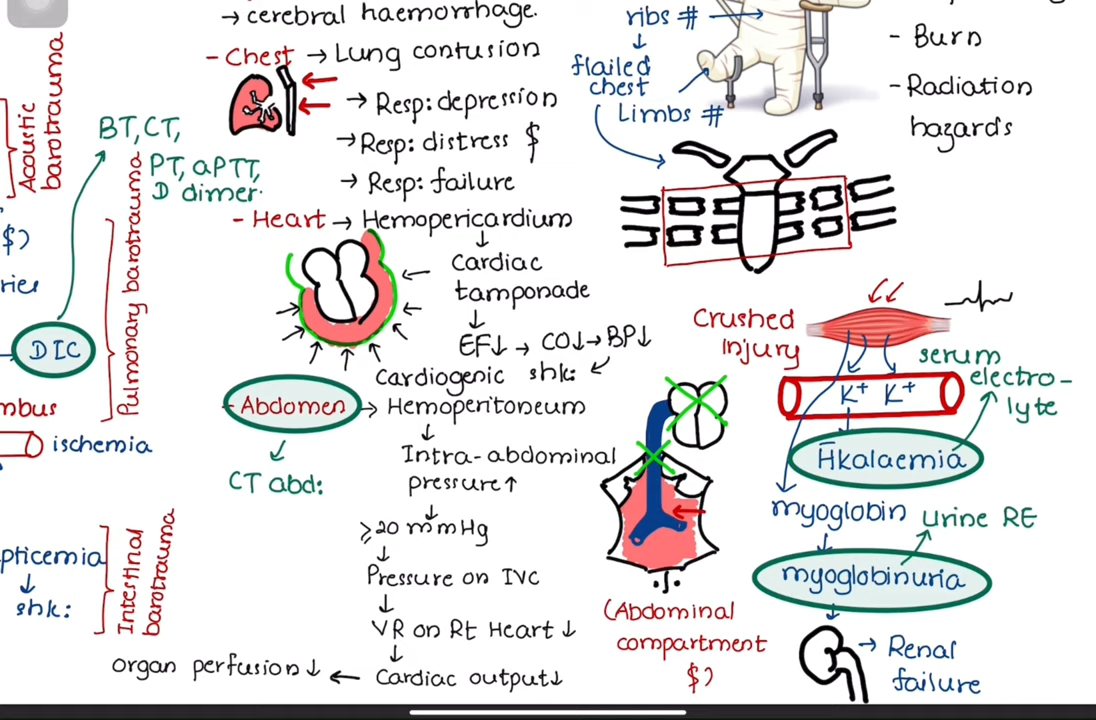 → cerebral haemorrhage.
- Chest → Lung contusion
→ Resp: depression
→ Resp: distress $
→ Resp: failure
- Heart → Hemopericardium
↓
Cardiac
tamponade
↓
EF↓ → CO↓ → BP↓
Cardiogenic shk: ↙
- Abdomen → Hemoperitoneum
↓
CT abd:
↓
Intra-abdominal
pressure ↑
↓
≥20 mmHg
↓
Pressure on IVC
↓
VR on Rt Heart ↓
↓
organ perfusion ↓ ← Cardiac output↓
Acoustic
barotrauma
BT, CT,
PT, aPTT,
D dimer.
Pulmonary barotrauma
$)
DIC
ischemia
↓
shk:
Intestinal
barotrauma
ribs # →
↓
flailed
chest
Limbs #
- Burn
- Radiation
hazards
Crushed
Injury
K+ K+
serum
electro-
lyte
Hkalaemia
myoglobin
urine RE
↓
myoglobinuria
↓
→ Renal
failure
(Abdominal
compartment
$)